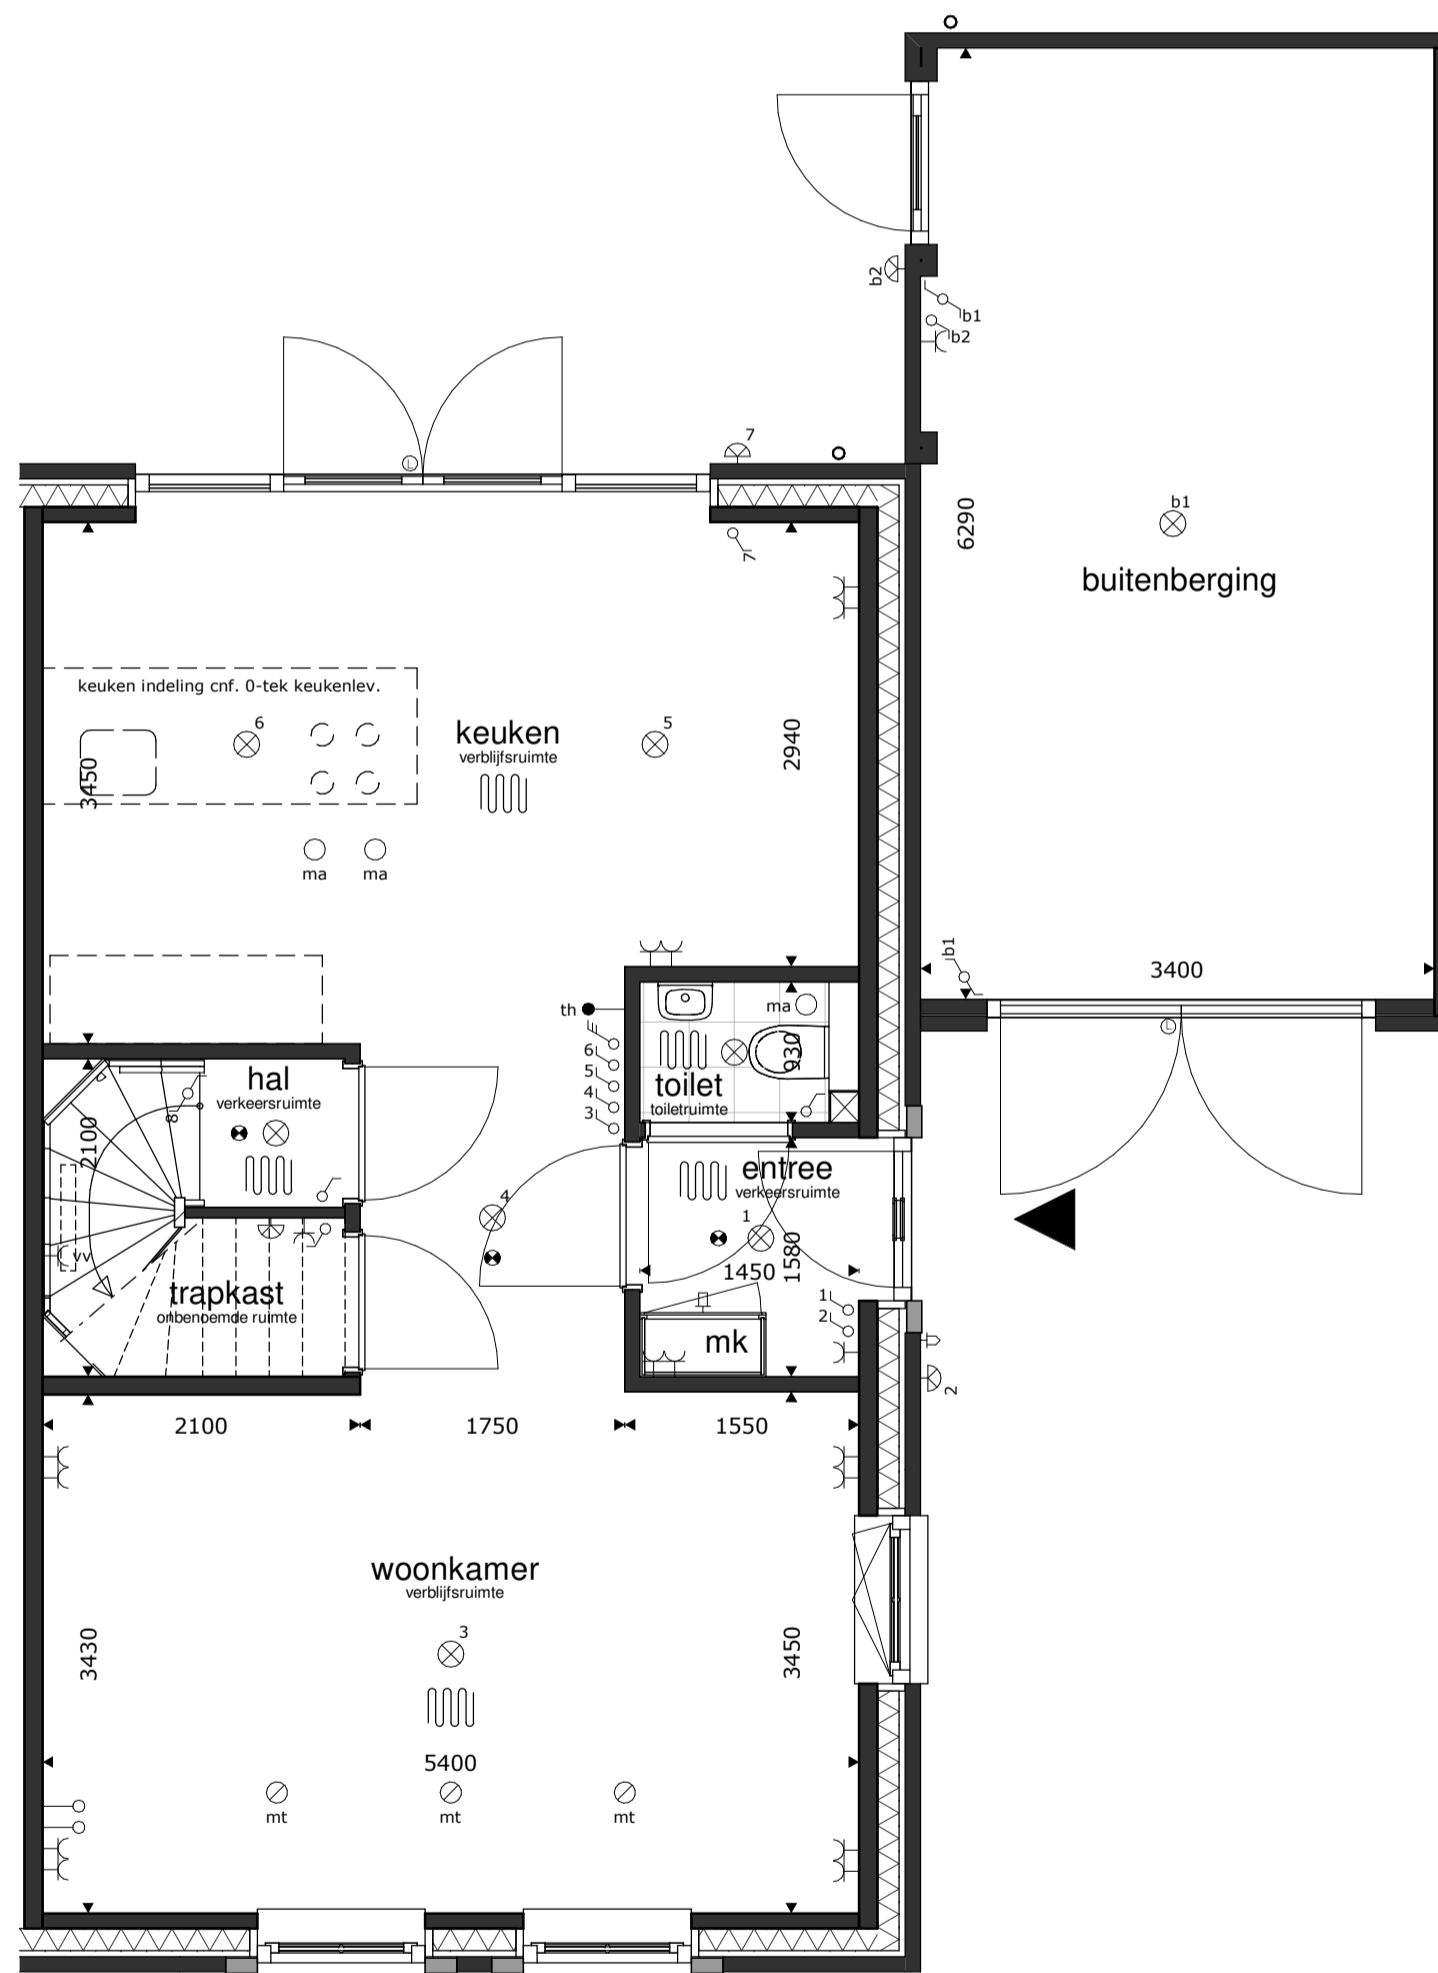 b2
b1
b2
7
7
6290
b1
buitenberging
keuken indeling cnf. 0-tek keukenlev.
6
5
keuken
verblijfsruimte
2940
3450
ma
ma
b1
3400
th
ma
L
6
5
4
3
930
toilet
toiletruimte
hal
verkeersruimte
8
2100
entree
verkeersruimte
4
1
1580
1450
vv
trapkast
onbenoemde ruimte
1
2
mk
2
2100
1750
1550
woonkamer
verblijfsruimte
3
3430
3450
5400
mt
mt
mt
L